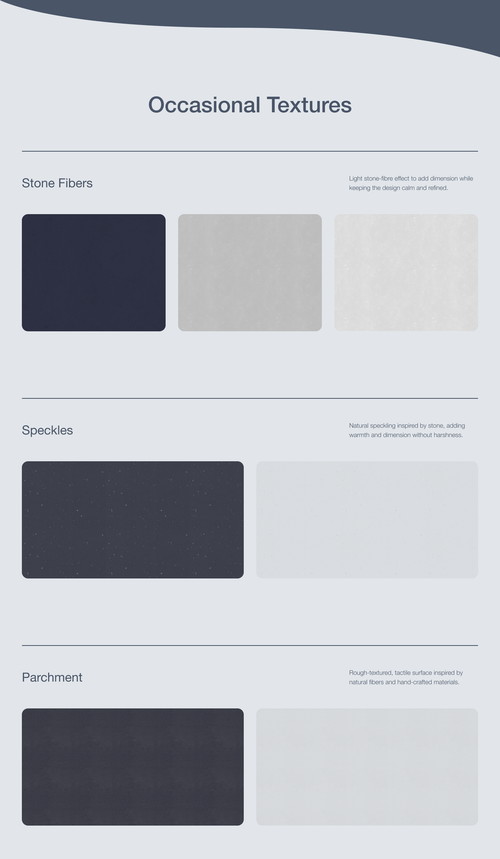 Occasional Textures
Stone Fibers
Light stone-fibre effect to add dimension while
keeping the design calm and refined.
Speckles
Natural speckling inspired by stone, adding
warmth and dimension without harshness.
Parchment
Rough-textured, tactile surface inspired by
natural fibers and hand-crafted materials.